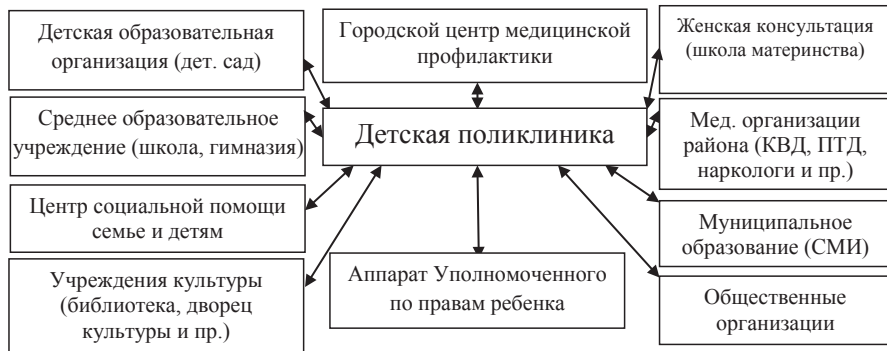 Детская образовательная
организация (дет. сад)
Городской центр медицинской
профилактики
Женская консультация
(школа материнства)
Среднее образовательное
учреждение (школа, гимназия)
Детская поликлиника
Мед. организации
района (КВД, ПТД,
наркологи и пр.)
Центр социальной помощи
семье и детям
Муниципальное
образование (СМИ)
Учреждения культуры
(библиотека, дворец
культуры и пр.)
Аппарат Уполномоченного
по правам ребенка
Общественные
организации